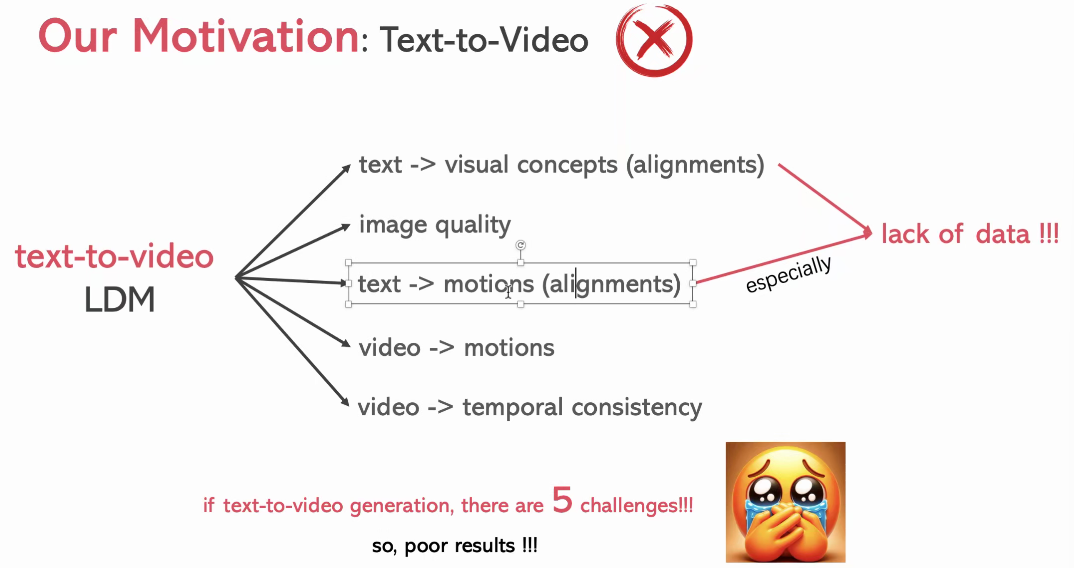 Our Motivation: Text-to-Video
text -> visual concepts (alignments)
image quality
text -> motions (alignments)
video -> motions
video -> temporal consistency
text-to-video
LDM
lack of data !!!
especially
if text-to-video generation, there are 5 challenges!!!
so, poor results !!!